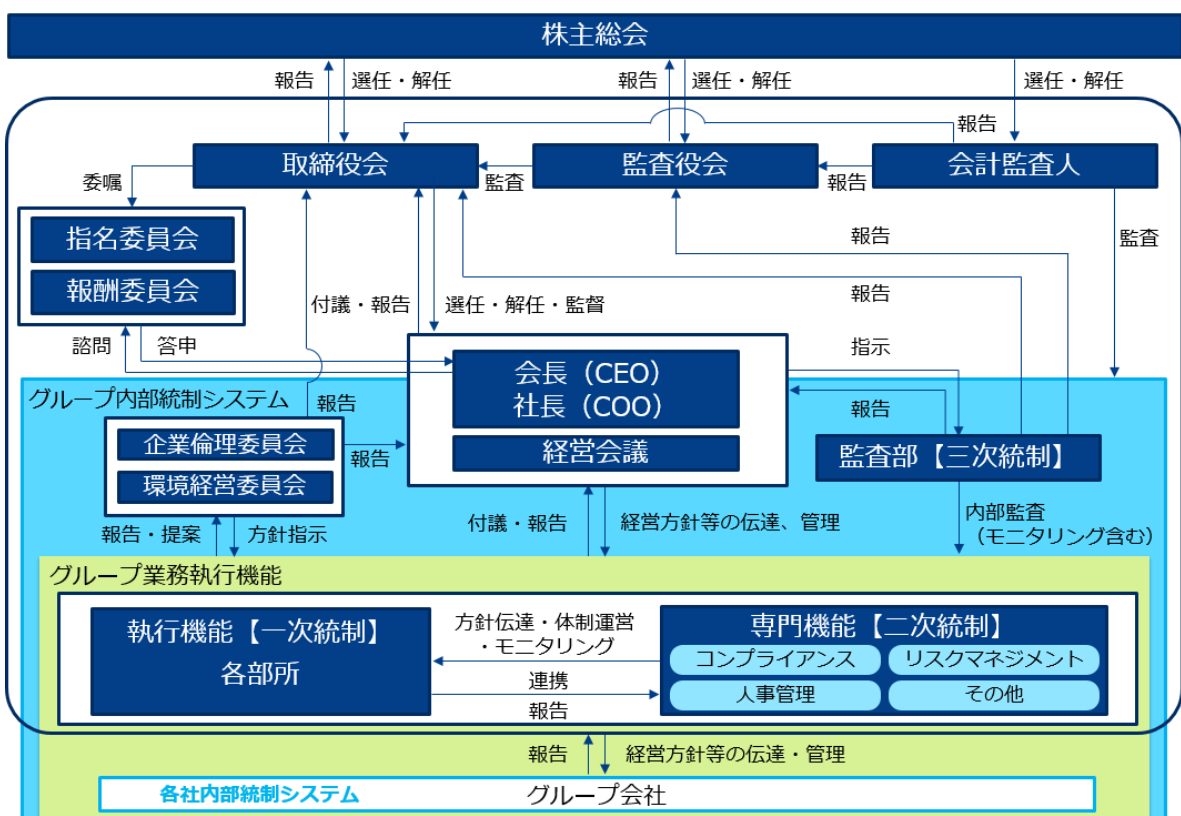 株主総会
報告
選任・解任
報告
選任・解任
選任・解任
報告
取締役会
監査
監査役会
報告
会計監査人
委嘱
指名委員会
報酬委員会
報告
監査
付議・報告
選任・解任・監督
報告
諮問
答申
指示
会長（CEO）
社長（COO）
経営会議
グループ内部統制システム
報告
報告
企業倫理委員会
環境経営委員会
報告
監査部【三次統制】
報告・提案
方針指示
付議・報告
経営方針等の伝達、管理
内部監査
（モニタリング含む）
グループ業務執行機能
執行機能【一次統制】
各部所
方針伝達・体制運営
・モニタリング
連携
報告
専門機能【二次統制】
コンプライアンス
リスクマネジメント
人事管理
その他
報告
経営方針等の伝達・管理
各社内部統制システム
グループ会社